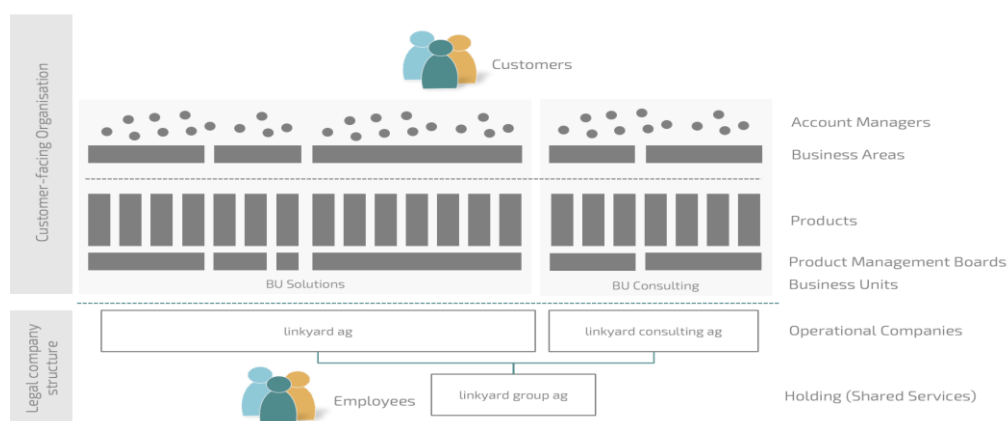 Customer-facing Organisation
Customers
Account Managers
Business Areas
Products
Product Management Boards
BU Solutions
BU Consulting
Business Units
Legal company
structure
linkyard ag
linkyard consulting ag
Operational Companies
Employees
linkyard group ag
Holding (Shared Services)